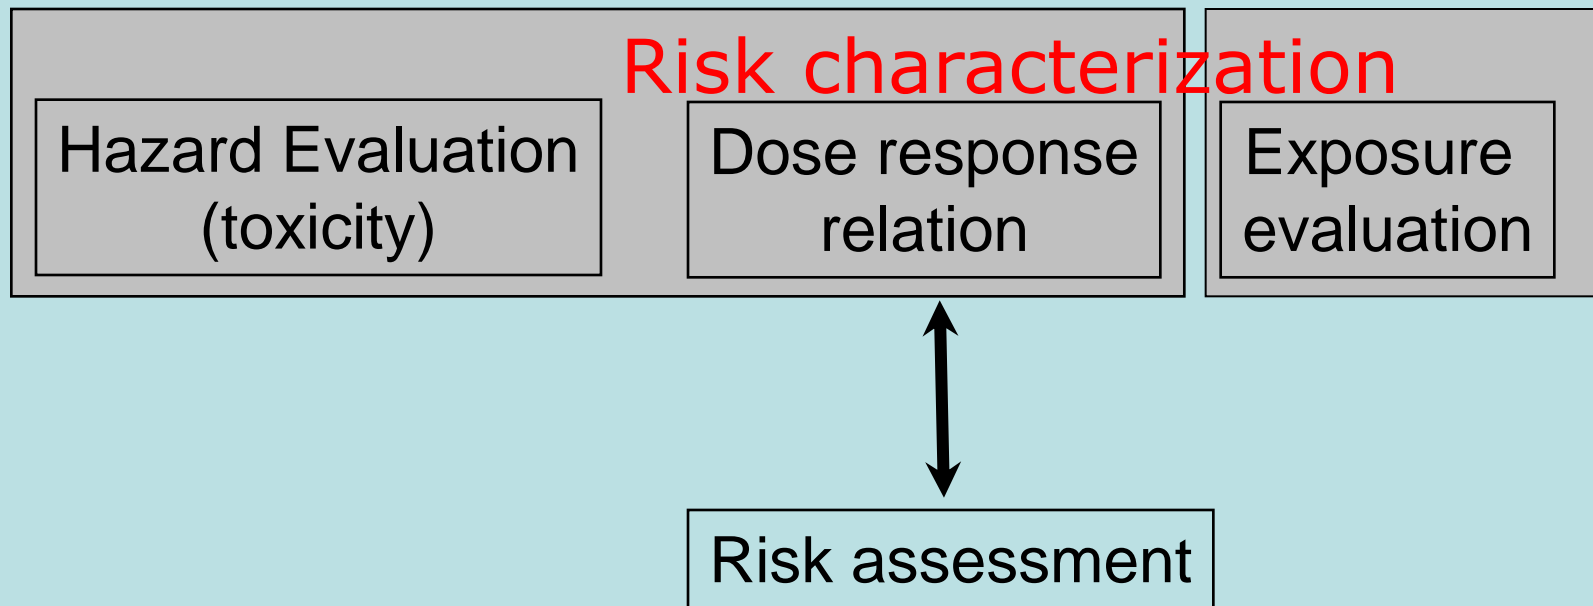 Risk characterization
Hazard Evaluation
(toxicity)
Dose response
relation
Exposure
evaluation
Risk assessment